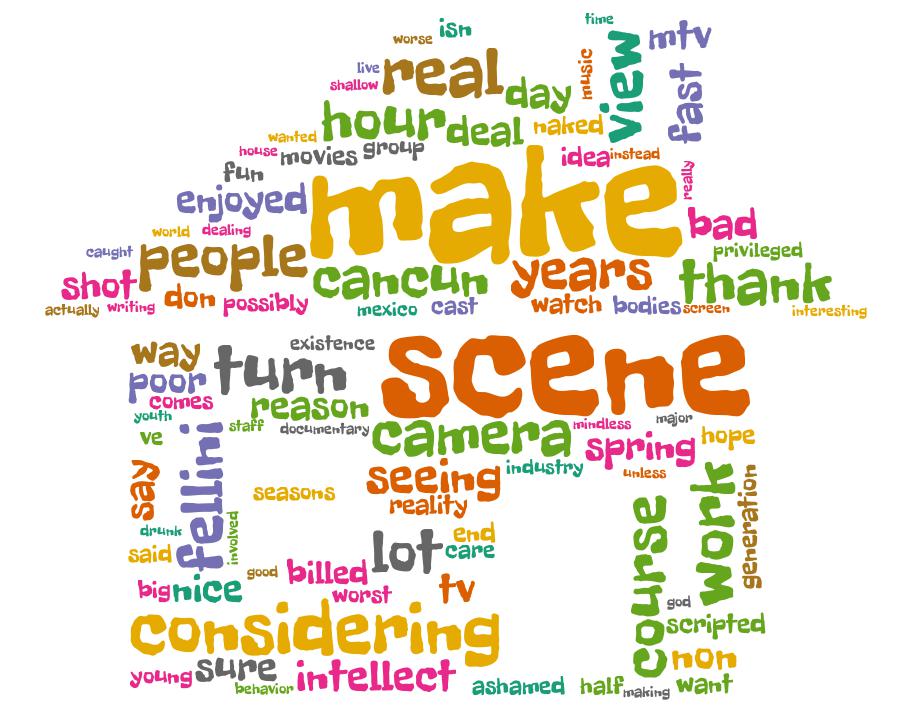 time
isn
worse
mtv
view
music
real
live
shallow
fast
day
hour
deal
naked
wanted
house
movies
group
idea
instead
fun
make
really
enjoyed
bad
world
dealing
caught
people
privileged
shot
cancun
years
thank
actually
writing
don
possibly
mexico
cast
watch
bodies
screen
interesting
way
existence
turn
scene
poor
comes
reason
youth
staff
documentary
camera
mindless
major
ve
spring
hope
fellini
say
seeing
industry
unless
seasons
reality
course
work
generation
drunk
involved
said
lot
end
care
good
billed
big
nice
worst
tv
god
considering
scripted
sure
non
young
behavior
intellect
ashamed
half
making
want